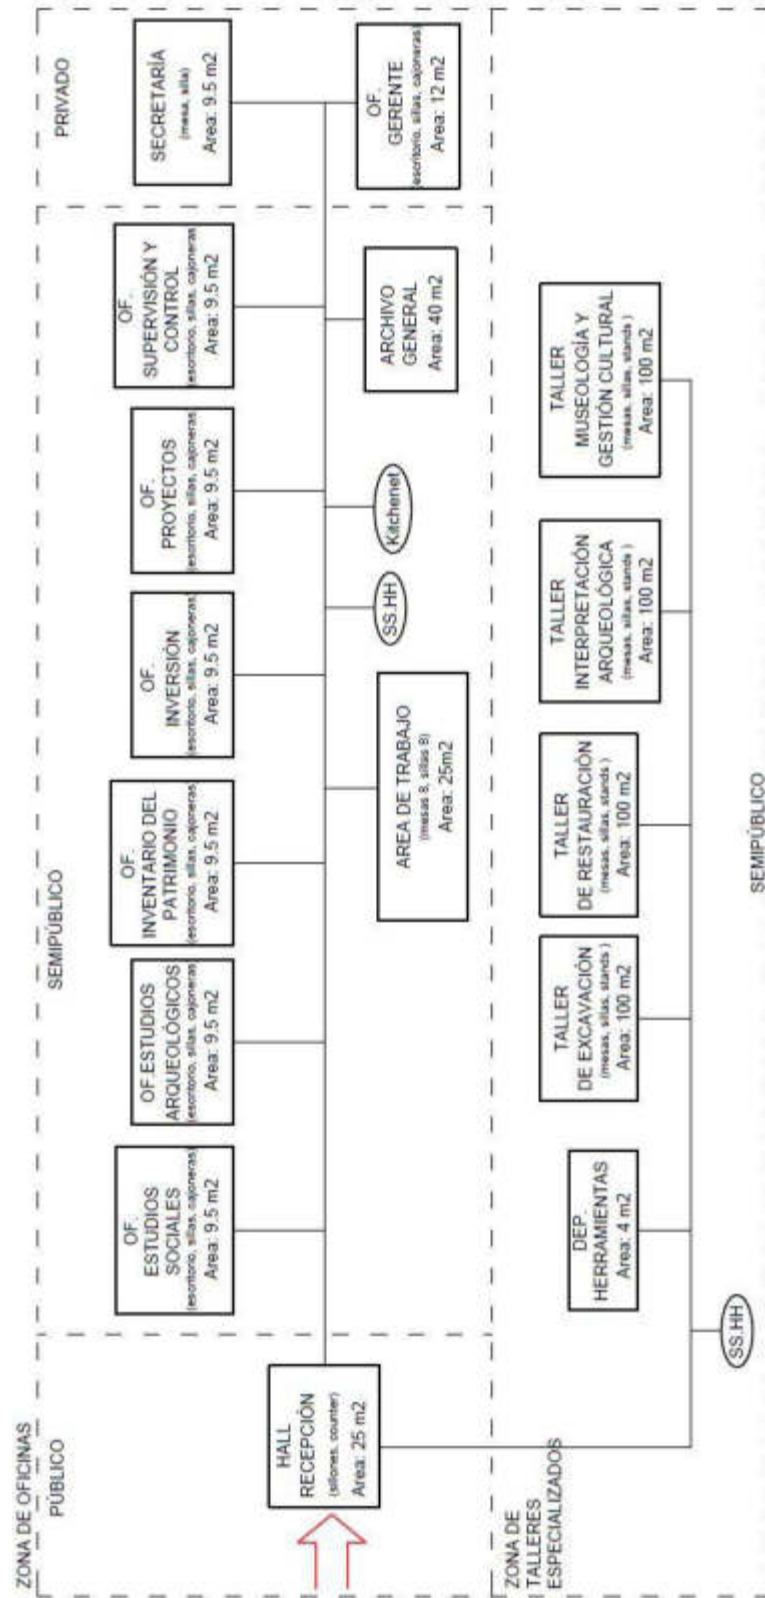 ZONA DE OFICINAS
PÚBLICO
SEMIPÚBLICO
PRIVADO
HALL
RECEPCIÓN
(sillones, counter)
Area: 25 m2
OF.
ESTUDIOS
SOCIALES
(escritorio, sillas, cajoneras)
Area: 9.5 m2
OF.ESTUDIOS
ARQUEOLÓGICOS
(escritorio, sillas, cajoneras)
Area: 9.5 m2
OF.
INVENTARIO DEL
PATRIMONIO
(escritorio, sillas, cajoneras)
Area: 9.5 m2
OF.
INVERSIÓN
(escritorio, sillas, cajoneras)
Area: 9.5 m2
OF.
PROYECTOS
(escritorio, sillas, cajoneras)
Area: 9.5 m2
OF.
SUPERVISIÓN Y
CONTROL
(escritorio, sillas, cajoneras)
Area: 9.5 m2
SECRETARÍA
(mesa, silla)
Area: 9.5 m2
AREA DE TRABAJO
(mesas 8, sillas 8)
Area: 25m2
SS.HH
Kitchenet
ARCHIVO
GENERAL
Area: 40 m2
OF.
GERENTE
(escritorio, sillas, cajoneras)
Area: 12 m2
ZONA DE
TALLERES
ESPECIALIZADOS
SS.HH
DEP.
HERRAMIENTAS
Area: 4 m2
TALLER
DE EXCAVACIÓN
(mesas, sillas, stands )
Area: 100 m2
TALLER
DE RESTAURACIÓN
(mesas, sillas, stands )
Area: 100 m2
TALLER
INTERPRETACIÓN
ARQUEOLÓGICA
(mesas, sillas, stands )
Area: 100 m2
TALLER
MUSEOLOGÍA Y
GESTIÓN CULTURAL
(mesas, sillas, stands )
Area: 100 m2
SEMIPÚBLICO